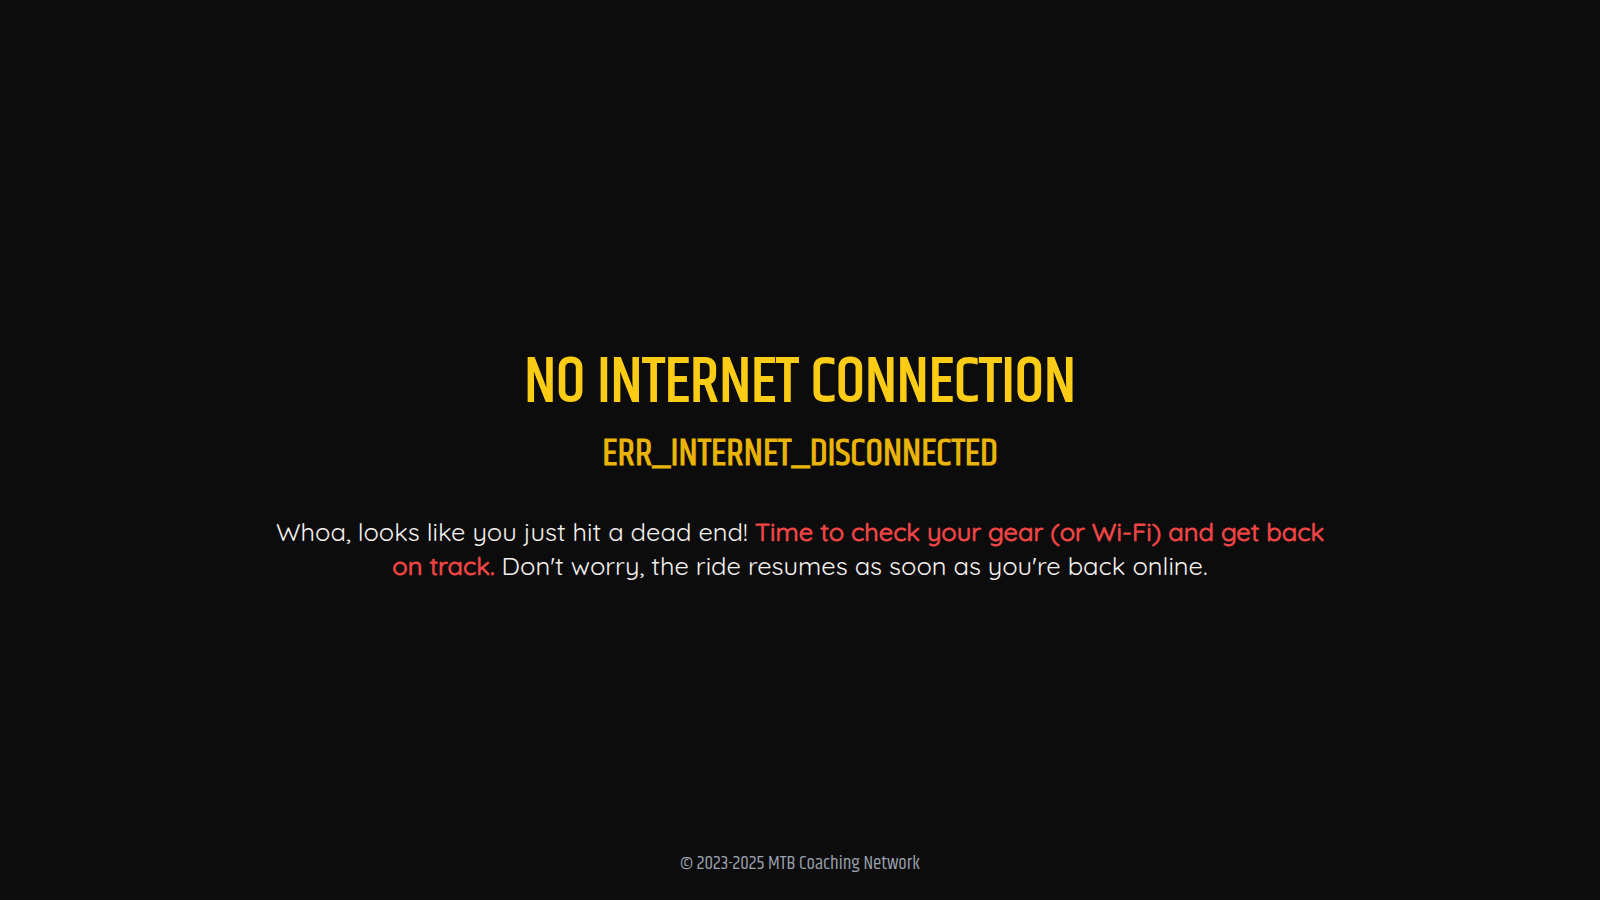 NO INTERNET CONNECTION
ERR_INTERNET_DISCONNECTED
Whoa, looks like you just hit a dead end! Time to check your gear (or Wi-Fi) and get back
on track. Don't worry, the ride resumes as soon as you're back online.
© 2023-2025 MTB Coaching Network